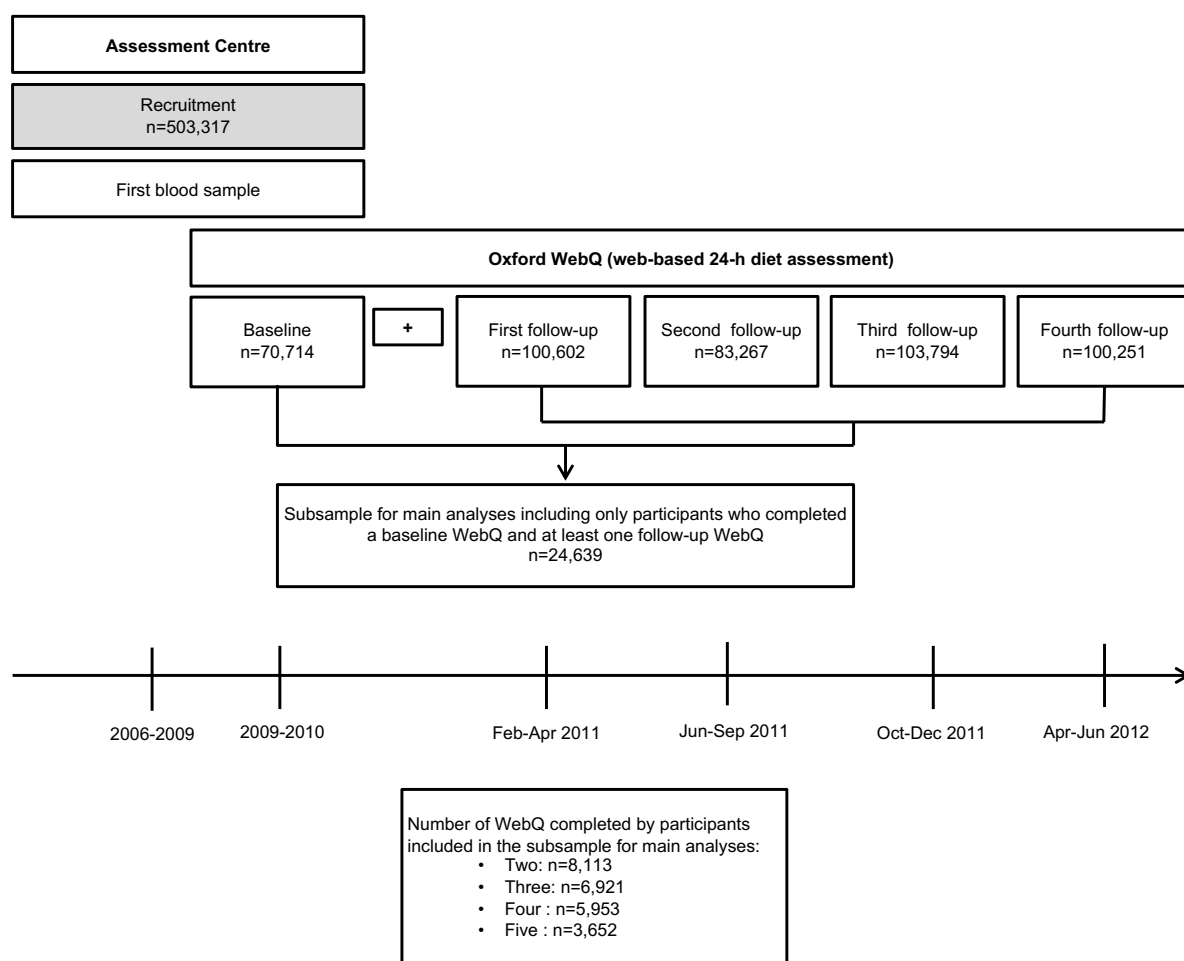 Assessment Centre
Recruitment
n=503,317
First blood sample
Oxford WebQ (web-based 24-h diet assessment)
Baseline
n=70,714
+
First follow-up
n=100,602
Second follow-up
n=83,267
Third follow-up
n=103,794
Fourth follow-up
n=100,251
Subsample for main analyses including only participants who completed
a baseline WebQ and at least one follow-up WebQ
n=24,639
2006-2009
2009-2010
Feb-Apr 2011
Jun-Sep 2011
Oct-Dec 2011
Apr-Jun 2012
Number of WebQ completed by participants
included in the subsample for main analyses:
• Two: n=8,113
• Three: n=6,921
• Four : n=5,953
• Five : n=3,652